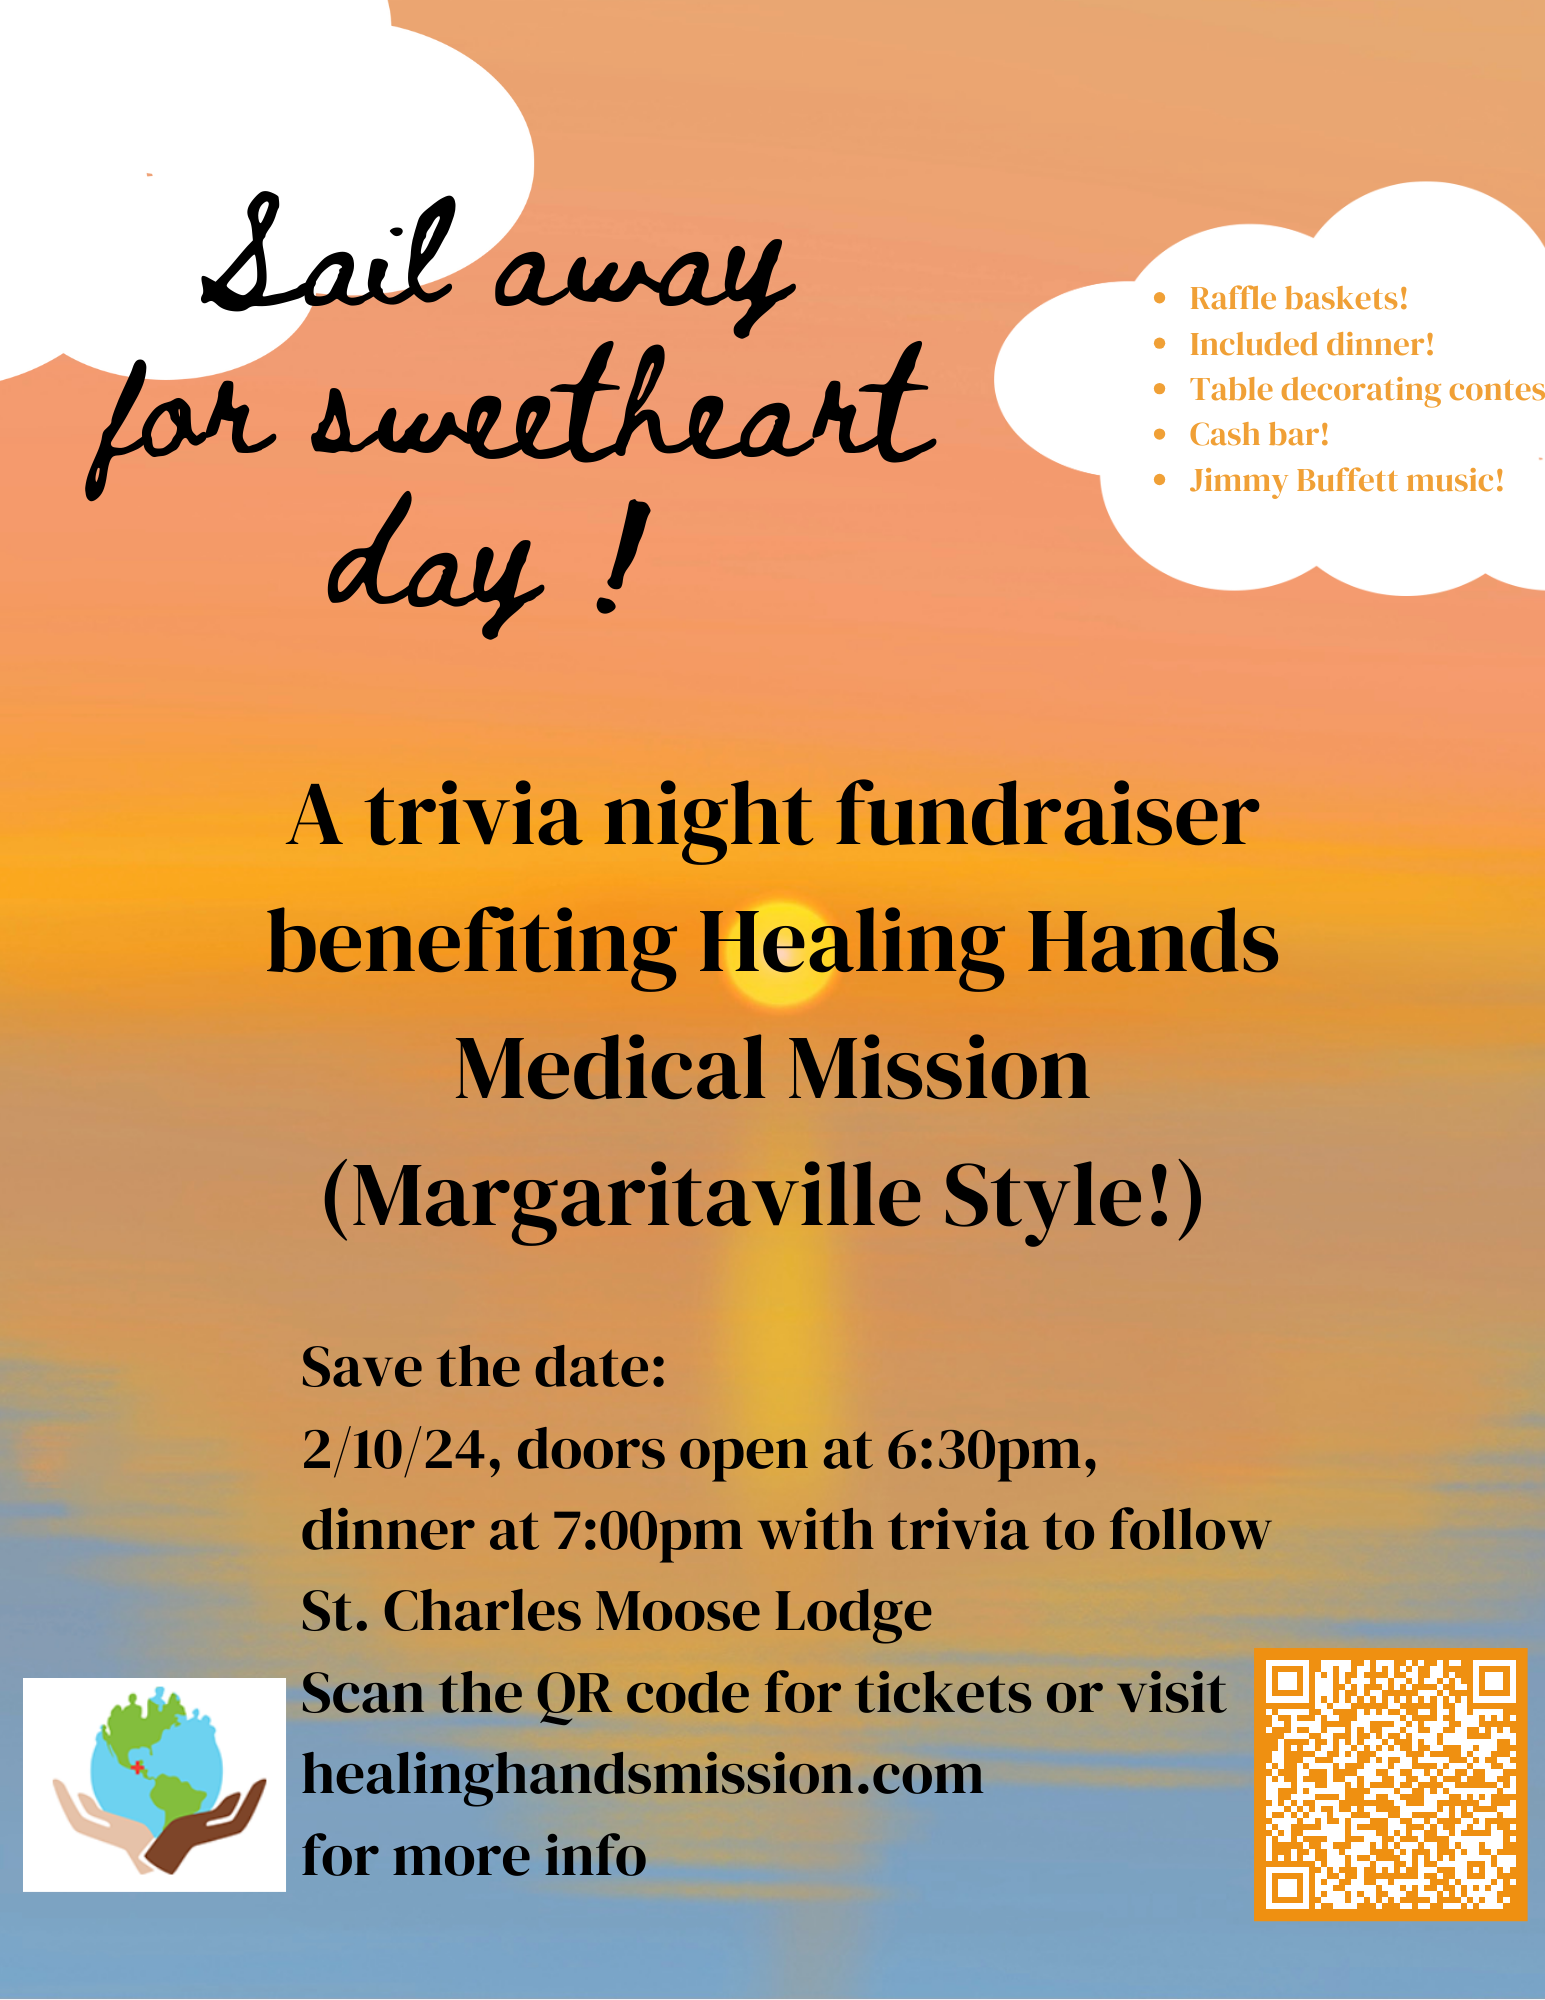 Sail away
for sweetheart
day !
• Raffle baskets!
• Included dinner!
• Table decorating contes
• Cash bar!
• Jimmy Buffett music!
A trivia night fundraiser
benefiting Healing Hands
Medical Mission
(Margaritaville Style!)
Save the date:
2/10/24, doors open at 6:30pm,
dinner at 7:00pm with trivia to follow
St. Charles Moose Lodge
Scan the QR code for tickets or visit
healinghandsmission.com
for more info